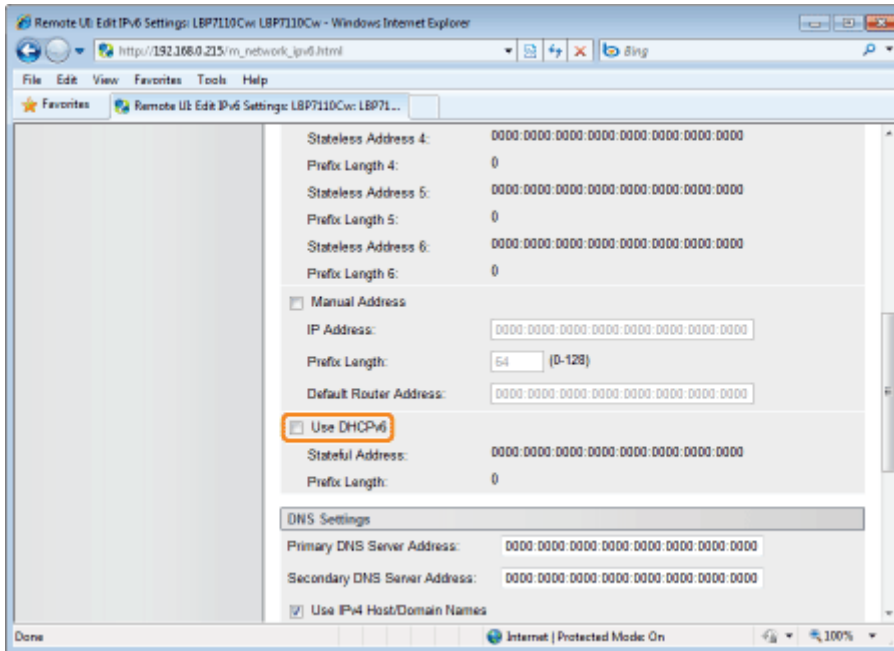 Remote UI: Edit IPv6 Settings: LBP7110Cw: LBP7110Cw - Windows Internet Explorer
http://192.168.0.215/m_network_ipv6.html
Bing
File Edit View Favorites Tools Help
Favorites
Remote UI: Edit IPv6 Settings: LBP7110Cw: LBP71...
Stateless Address 4: 0000:0000:0000:0000:0000:0000:0000:0000
Prefix Length 4: 0
Stateless Address 5: 0000:0000:0000:0000:0000:0000:0000:0000
Prefix Length 5: 0
Stateless Address 6: 0000:0000:0000:0000:0000:0000:0000:0000
Prefix Length 6: 0
Manual Address
IP Address: 0000:0000:0000:0000:0000:0000:0000:0000
Prefix Length: 64 (0-128)
Default Router Address: 0000:0000:0000:0000:0000:0000:0000:0000
Use DHCPv6
Stateful Address: 0000:0000:0000:0000:0000:0000:0000:0000
Prefix Length: 0
DNS Settings
Primary DNS Server Address: 0000:0000:0000:0000:0000:0000:0000:0000
Secondary DNS Server Address: 0000:0000:0000:0000:0000:0000:0000:0000
Use IPv4 Host/Domain Names
Done
Internet | Protected Mode: On
100%